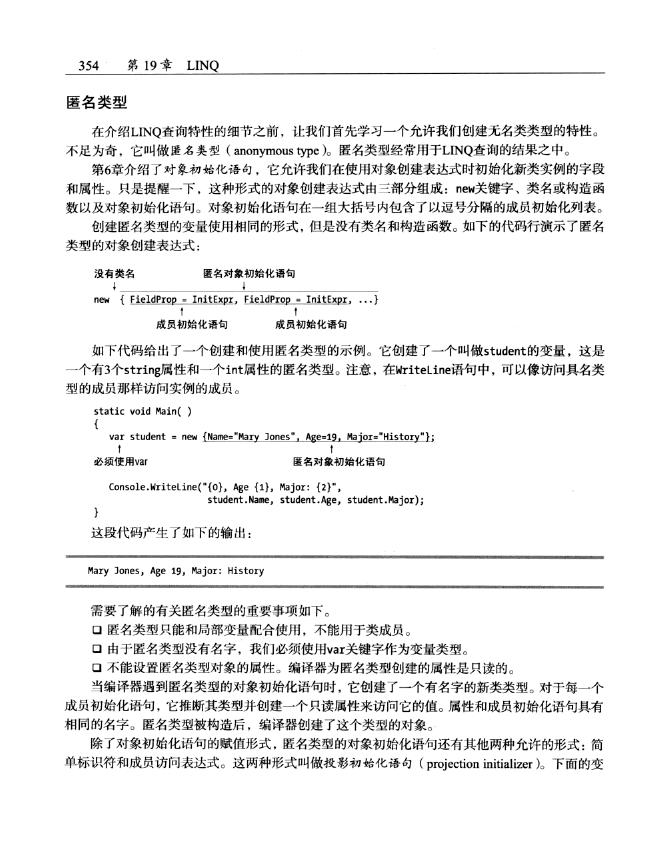 354 第19章 LINQ
匿名类型
在介绍LINQ查询特性的细节之前，让我们首先学习一个允许我们创建无名类类型的特性。
不足为奇，它叫做匿名类型（anonymous type）。匿名类型经常用于LINQ查询的结果之中。
第6章介绍了对象初始化语句，它允许我们在使用对象创建表达式时初始化新类实例的字段
和属性。只是提醒一下，这种形式的对象创建表达式由三部分组成：new关键字、类名或构造函
数以及对象初始化语句。对象初始化语句在一组大括号内包含了以逗号分隔的成员初始化列表。
创建匿名类型的变量使用相同的形式，但是没有类名和构造函数。如下的代码行演示了匿名
类型的对象创建表达式：
没有类名 匿名对象初始化语句
↓ ↓
new { FieldProp = InitExpr, FieldProp = InitExpr, ...}
↑ ↑
成员初始化语句 成员初始化语句
如下代码给出了一个创建和使用匿名类型的示例。它创建了一个叫做student的变量，这是
一个有3个string属性和一个int属性的匿名类型。注意，在WriteLine语句中，可以像访问具名类
型的成员那样访问实例的成员。
static void Main( )
{
var student = new {Name="Mary Jones", Age=19, Major="History"};
↑ ↑
必须使用var 匿名对象初始化语句
Console.WriteLine("{0}, Age {1}, Major: {2}",
student.Name, student.Age, student.Major);
}
这段代码产生了如下的输出：
Mary Jones, Age 19, Major: History
需要了解的有关匿名类型的重要事项如下。
□ 匿名类型只能和局部变量配合使用，不能用于类成员。
□ 由于匿名类型没有名字，我们必须使用var关键字作为变量类型。
□ 不能设置匿名类型对象的属性。编译器为匿名类型创建的属性是只读的。
当编译器遇到匿名类型的对象初始化语句时，它创建了一个有名字的新类类型。对于每一个
成员初始化语句，它推断其类型并创建一个只读属性来访问它的值。属性和成员初始化语句具有
相同的名字。匿名类型被构造后，编译器创建了这个类型的对象。
除了对象初始化语句的赋值形式，匿名类型的对象初始化语句还有其他两种允许的形式：简
单标识符和成员访问表达式。这两种形式叫做投影初始化语句（projection initializer）。下面的变